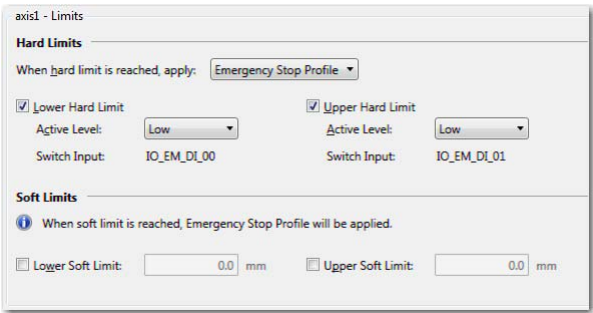 axis1 - Limits
Hard Limits
When hard limit is reached, apply: Emergency Stop Profile
Lower Hard Limit Upper Hard Limit
Active Level: Low Active Level: Low
Switch Input: IO_EM_DI_00 Switch Input: IO_EM_DI_01
Soft Limits
When soft limit is reached, Emergency Stop Profile will be applied.
Lower Soft Limit: 0.0 mm Upper Soft Limit: 0.0 mm